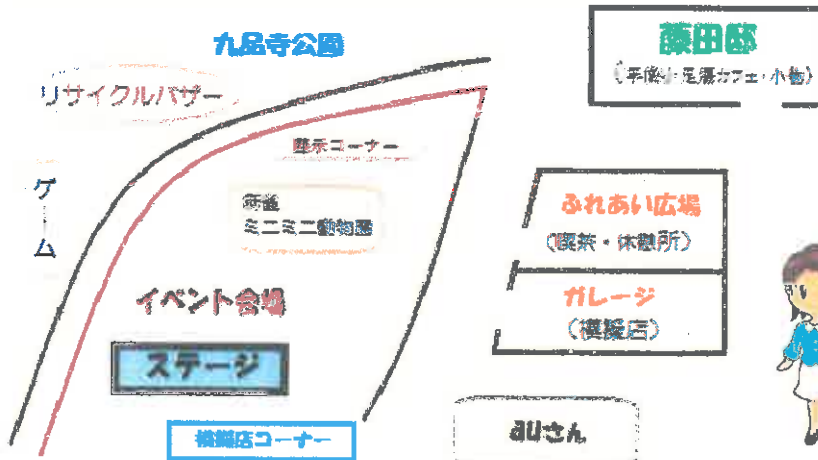 九品寺公園
リサイクルバザー
ゲーム
展示コーナー
ミニミニ動物園
イベント会場
ステージ
模擬店コーナー
藤田邸
足湯カフェ・小物)
ふれあい広場
(喫茶・休憩所)
ガレージ
(模擬店)
auさん